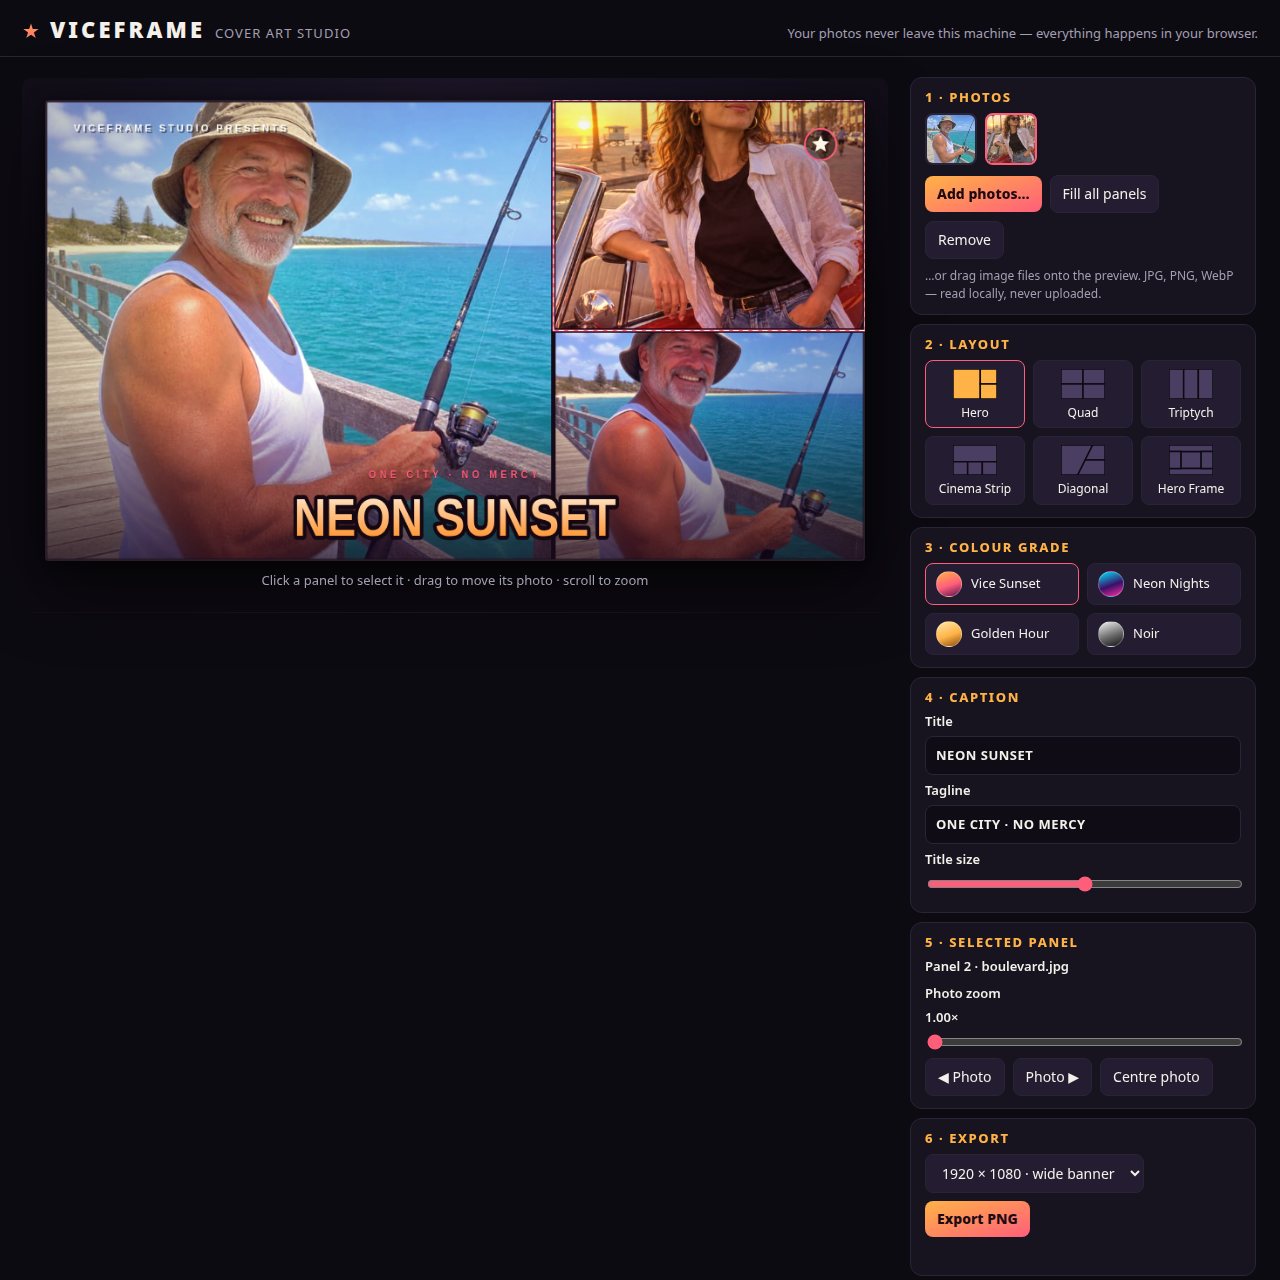 ★ VICEFRAME COVER ART STUDIO
Your photos never leave this machine — everything happens in your browser.
VICEFRAME STUDIO PRESENTS
ONE CITY · NO MERCY
NEON SUNSET
Click a panel to select it · drag to move its photo · scroll to zoom
1 · PHOTOS
Add photos...
Fill all panels
Remove
...or drag image files onto the preview. JPG, PNG, WebP
— read locally, never uploaded.
2 · LAYOUT
Hero
Quad
Triptych
Cinema Strip
Diagonal
Hero Frame
3 · COLOUR GRADE
Vice Sunset
Neon Nights
Golden Hour
Noir
4 · CAPTION
Title
NEON SUNSET
Tagline
ONE CITY · NO MERCY
Title size
5 · SELECTED PANEL
Panel 2 · boulevard.jpg
Photo zoom
1.00×
◀ Photo
Photo ▶
Centre photo
6 · EXPORT
1920 × 1080 · wide banner
Export PNG